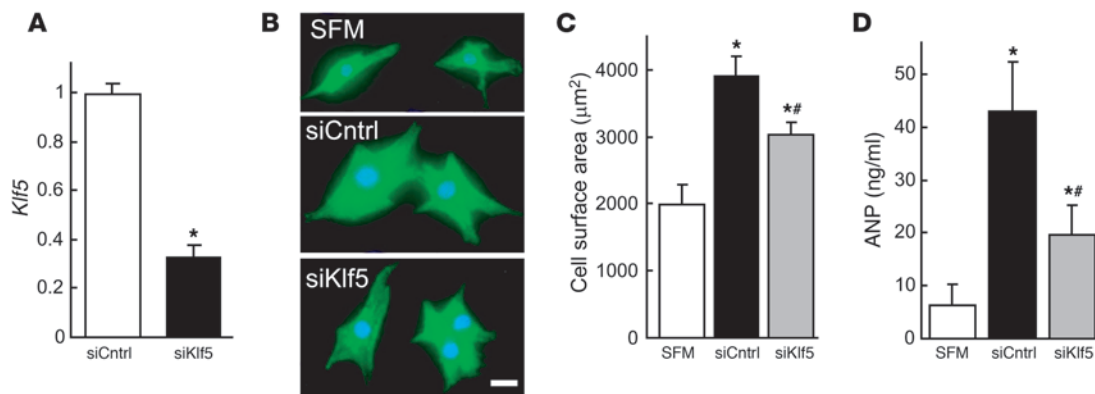 A
Klf5
1
0.8
0.6
0.4
0.2
0
*
siCntrl
siKlf5
B
SFM
siCntrl
siKlf5
C
Cell surface area (μm²)
4000
3000
2000
1000
0
*
*#
SFM
siCntrl
siKlf5
D
ANP (ng/ml)
50
40
30
20
10
0
*
*#
SFM
siCntrl
siKlf5